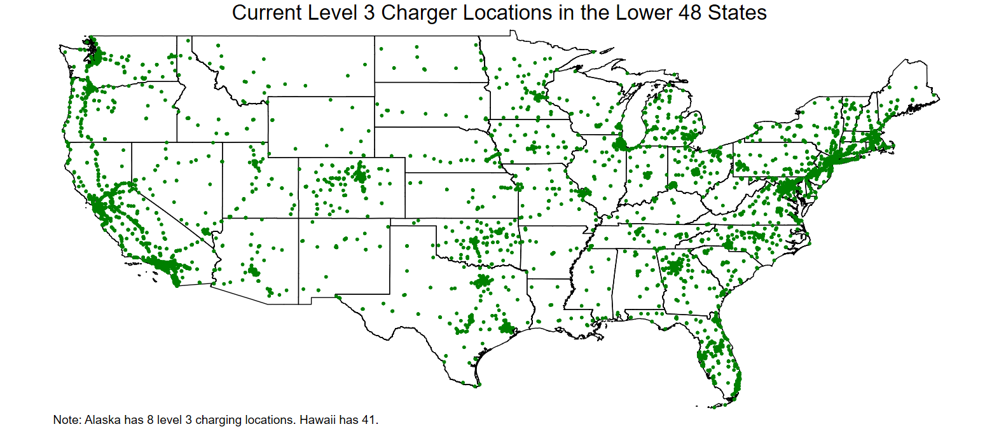 Current Level 3 Charger Locations in the Lower 48 States
Note: Alaska has 8 level 3 charging locations. Hawaii has 41.